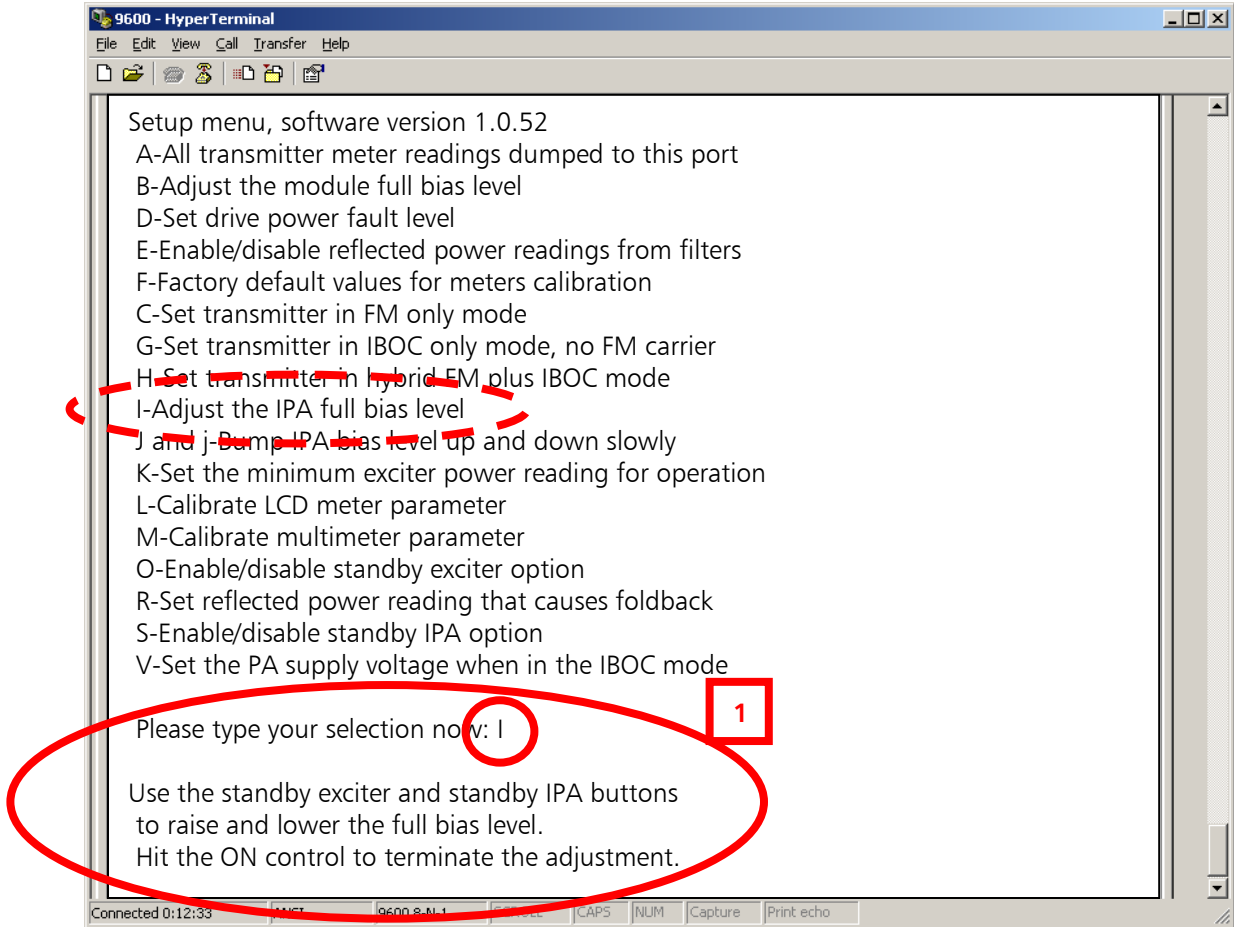 9600 - HyperTerminal
File Edit View Call Transfer Help
Setup menu, software version 1.0.52
A-All transmitter meter readings dumped to this port
B-Adjust the module full bias level
D-Set drive power fault level
E-Enable/disable reflected power readings from filters
F-Factory default values for meters calibration
C-Set transmitter in FM only mode
G-Set transmitter in IBOC only mode, no FM carrier
H-Set transmitter in hybrid FM plus IBOC mode
I-Adjust the IPA full bias level
J and j-Bump IPA bias level up and down slowly
K-Set the minimum exciter power reading for operation
L-Calibrate LCD meter parameter
M-Calibrate multimeter parameter
O-Enable/disable standby exciter option
R-Set reflected power reading that causes foldback
S-Enable/disable standby IPA option
V-Set the PA supply voltage when in the IBOC mode
1
Please type your selection now: I
Use the standby exciter and standby IPA buttons
to raise and lower the full bias level.
Hit the ON control to terminate the adjustment.
Connected 0:12:33 ANSI 9600 8-N-1 SCROLL CAPS NUM Capture Print echo